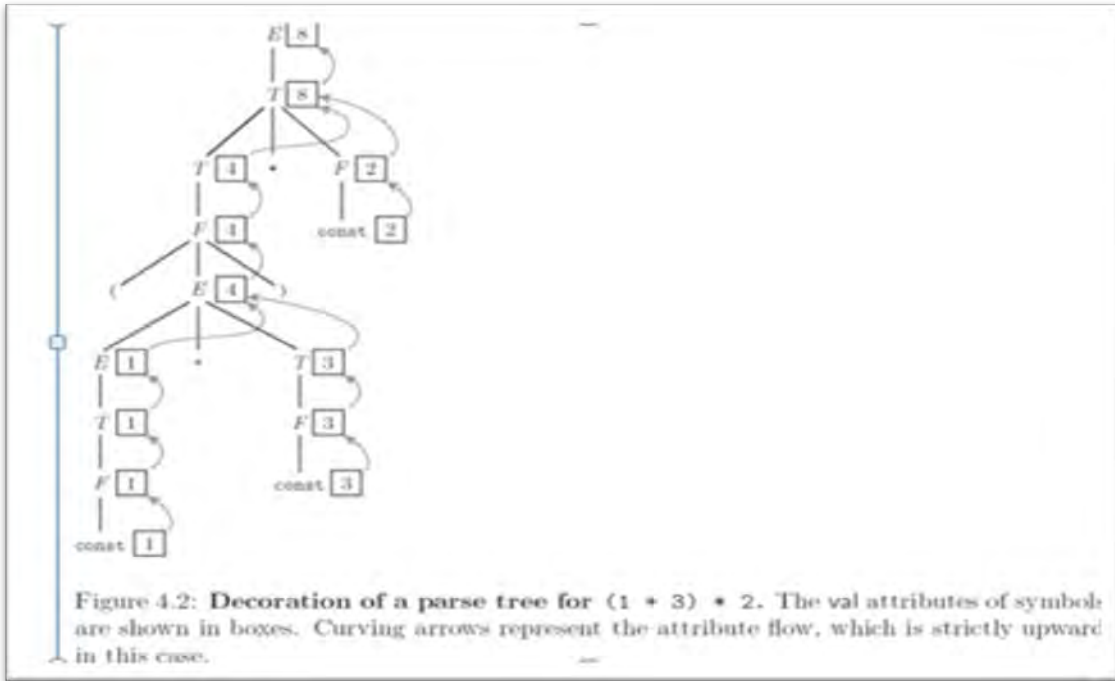 E 8
T 8
T 4 * F 2
F 4 const 2
( E 4 )
E 1 + T 3
T 1 F 3
F 1 const 3
const 1
Figure 4.2: Decoration of a parse tree for (1 + 3) * 2. The val attributes of symbols
are shown in boxes. Curving arrows represent the attribute flow, which is strictly upward
in this case.